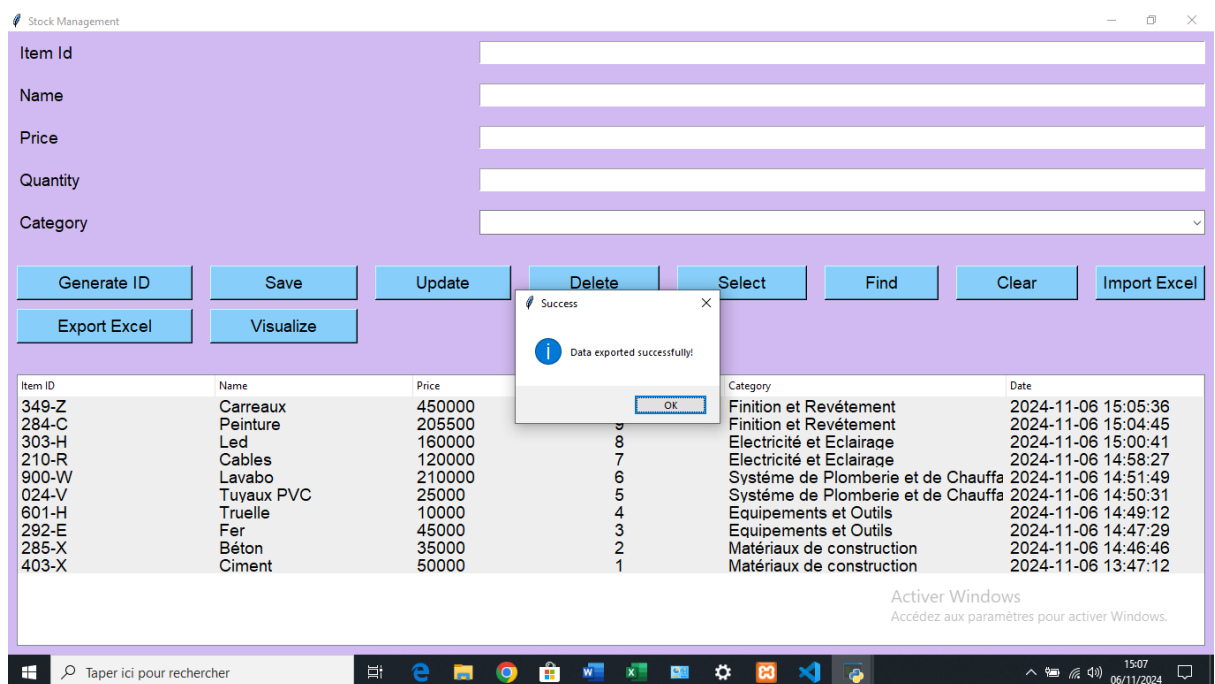 Stock Management
Item Id
Name
Price
Quantity
Category
Generate ID Save Update Delete Select Find Clear Import Excel
Export Excel Visualize
Success
Data exported successfully!
OK
Item ID Name Price Category Date
349-Z Carreaux 450000 Finition et Revétement 2024-11-06 15:05:36
284-C Peinture 205500 9 Finition et Revétement 2024-11-06 15:04:45
303-H Led 160000 8 Electricité et Eclairage 2024-11-06 15:00:41
210-R Cables 120000 7 Electricité et Eclairage 2024-11-06 14:58:27
900-W Lavabo 210000 6 Systéme de Plomberie et de Chauffa 2024-11-06 14:51:49
024-V Tuyaux PVC 25000 5 Systéme de Plomberie et de Chauffa 2024-11-06 14:50:31
601-H Truelle 10000 4 Equipements et Outils 2024-11-06 14:49:12
292-E Fer 45000 3 Equipements et Outils 2024-11-06 14:47:29
285-X Béton 35000 2 Matériaux de construction 2024-11-06 14:46:46
403-X Ciment 50000 1 Matériaux de construction 2024-11-06 13:47:12
Activer Windows
Accédez aux paramètres pour activer Windows.
Taper ici pour rechercher
15:07
06/11/2024